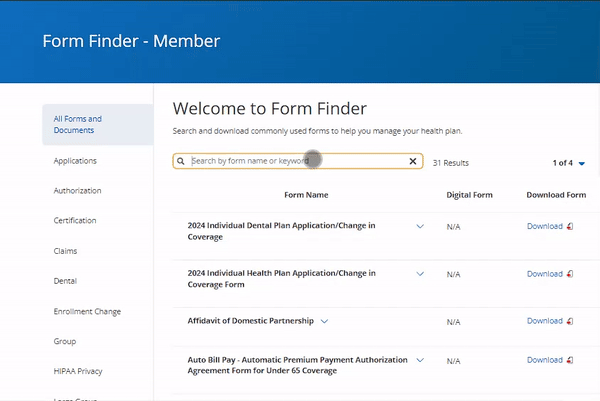 Form Finder - Member
All Forms and
Documents
Applications
Authorization
Certification
Claims
Dental
Enrollment Change
Group
HIPAA Privacy
Welcome to Form Finder
Search and download commonly used forms to help you manage your health plan.
Search by form name or keyword
31 Results
1 of 4
Form Name
Digital Form
Download Form
2024 Individual Dental Plan Application/Change in
Coverage
N/A
Download
2024 Individual Health Plan Application/Change in
Coverage Form
N/A
Download
Affidavit of Domestic Partnership
N/A
Download
Auto Bill Pay - Automatic Premium Payment Authorization
Agreement Form for Under 65 Coverage
N/A
Download